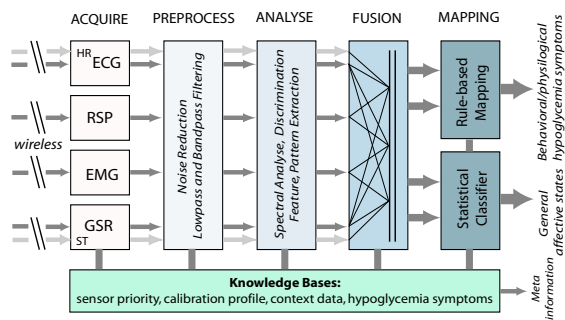 ACQUIRE PREPROCESS ANALYSE FUSION MAPPING
HR
ECG
RSP
wireless
EMG
GSR
ST
Noise Reduction
Lowpass and Bandpass Filtering
Spectral Analyse, Discrimination
Feature, Pattern Extraction
Rule-based
Mapping
Statistical
Classifier
Behavioral/physilogical
hypoglycemia symptoms
General
affective states
Knowledge Bases:
sensor priority, calibration profile, context data, hypoglycemia symptoms
Meta
information